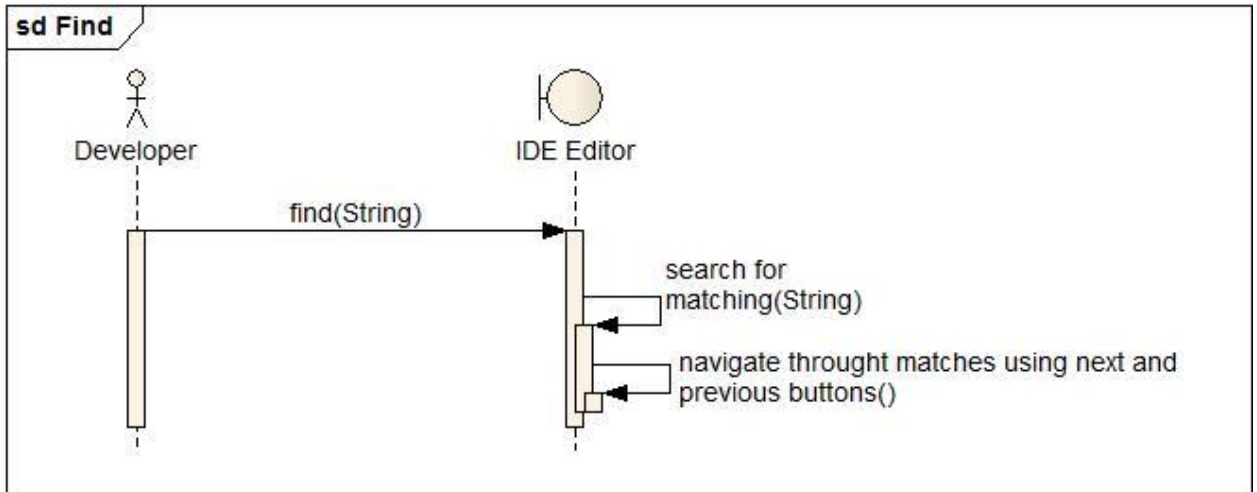 sd Find
Developer
IDE Editor
find(String)
search for
matching(String)
navigate throught matches using next and
previous buttons()